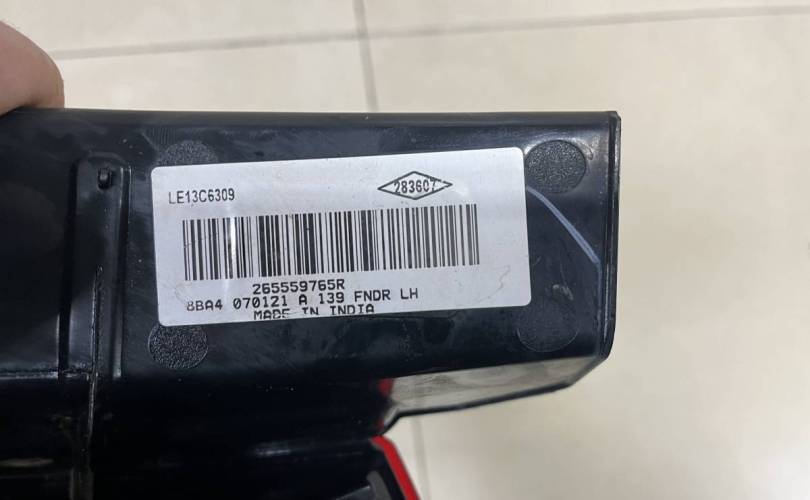 LE13C6309
283607
265559765R
8BA4 070121 A 139 FNDR LH
MADE IN INDIA